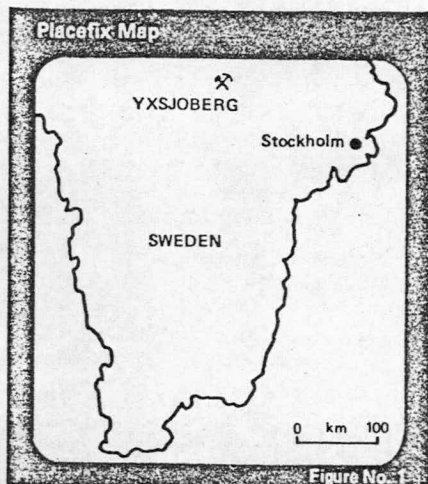 Placefix Map
YXSJOBERG
Stockholm
SWEDEN
0 km 100
Figure No. 1